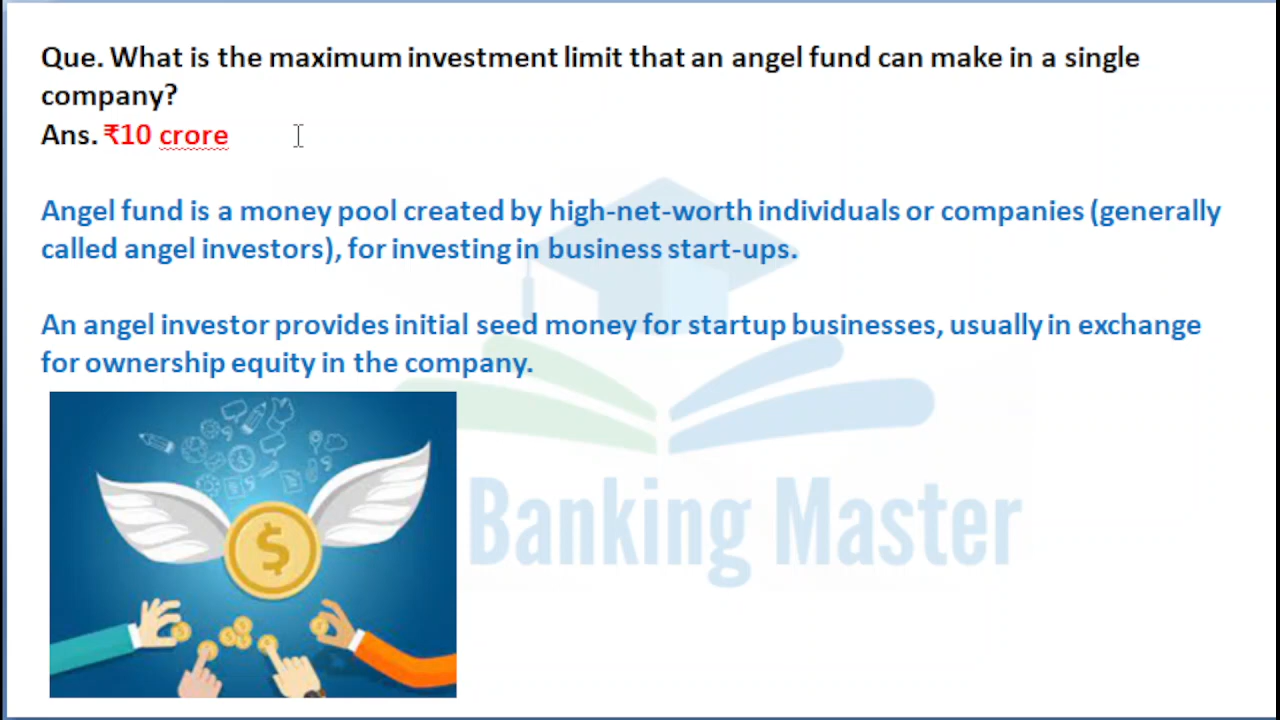 Que. What is the maximum investment limit that an angel fund can make in a single
company?
Ans. ₹10 crore
Angel fund is a money pool created by high-net-worth individuals or companies (generally
called angel investors), for investing in business start-ups.
An angel investor provides initial seed money for startup businesses, usually in exchange
for ownership equity in the company.
$
Banking Master